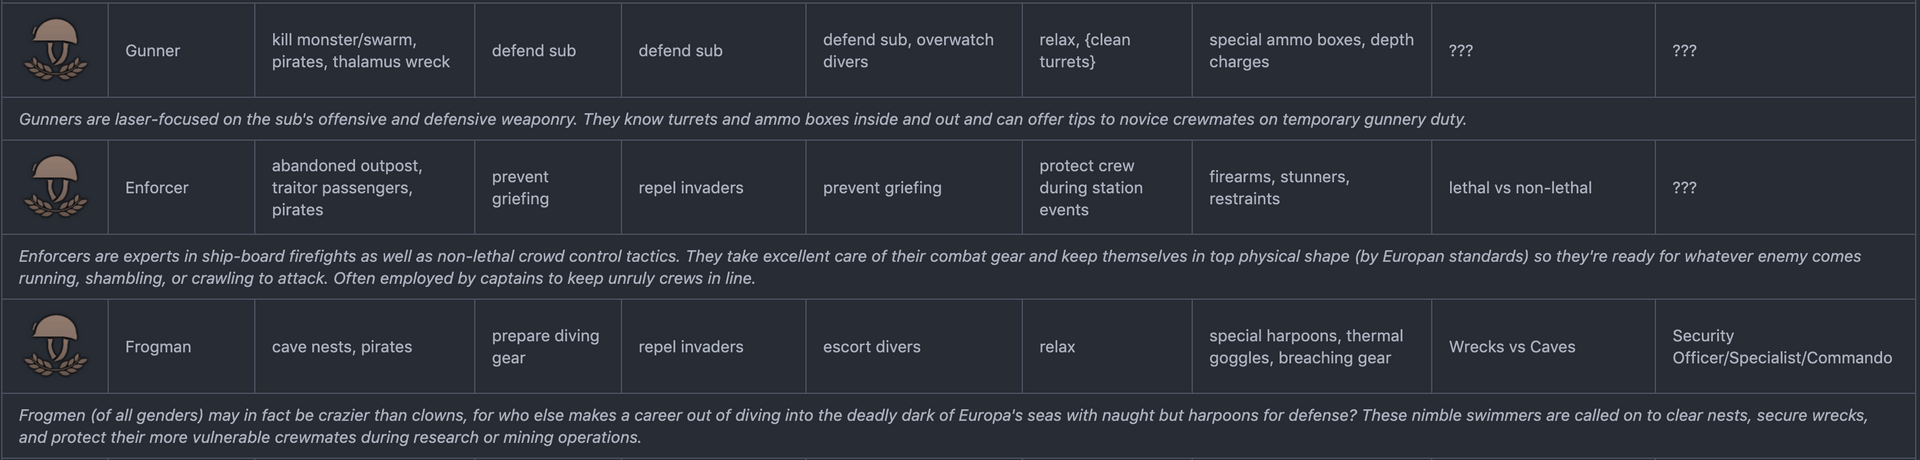 Gunner
kill monster/swarm,
pirates, thalamus wreck
defend sub
defend sub
defend sub, overwatch
divers
relax, {clean
turrets}
special ammo boxes, depth
charges
???
???
Gunners are laser-focused on the sub's offensive and defensive weaponry. They know turrets and ammo boxes inside and out and can offer tips to novice crewmates on temporary gunnery duty.
Enforcer
abandoned outpost,
traitor passengers,
pirates
prevent
griefing
repel invaders
prevent griefing
protect crew
during station
events
firearms, stunners,
restraints
lethal vs non-lethal
???
Enforcers are experts in ship-board firefights as well as non-lethal crowd control tactics. They take excellent care of their combat gear and keep themselves in top physical shape (by Europan standards) so they're ready for whatever enemy comes
running, shambling, or crawling to attack. Often employed by captains to keep unruly crews in line.
Frogman
cave nests, pirates
prepare diving
gear
repel invaders
escort divers
relax
special harpoons, thermal
goggles, breaching gear
Wrecks vs Caves
Security
Officer/Specialist/Commando
Frogmen (of all genders) may in fact be crazier than clowns, for who else makes a career out of diving into the deadly dark of Europa's seas with naught but harpoons for defense? These nimble swimmers are called on to clear nests, secure wrecks,
and protect their more vulnerable crewmates during research or mining operations.